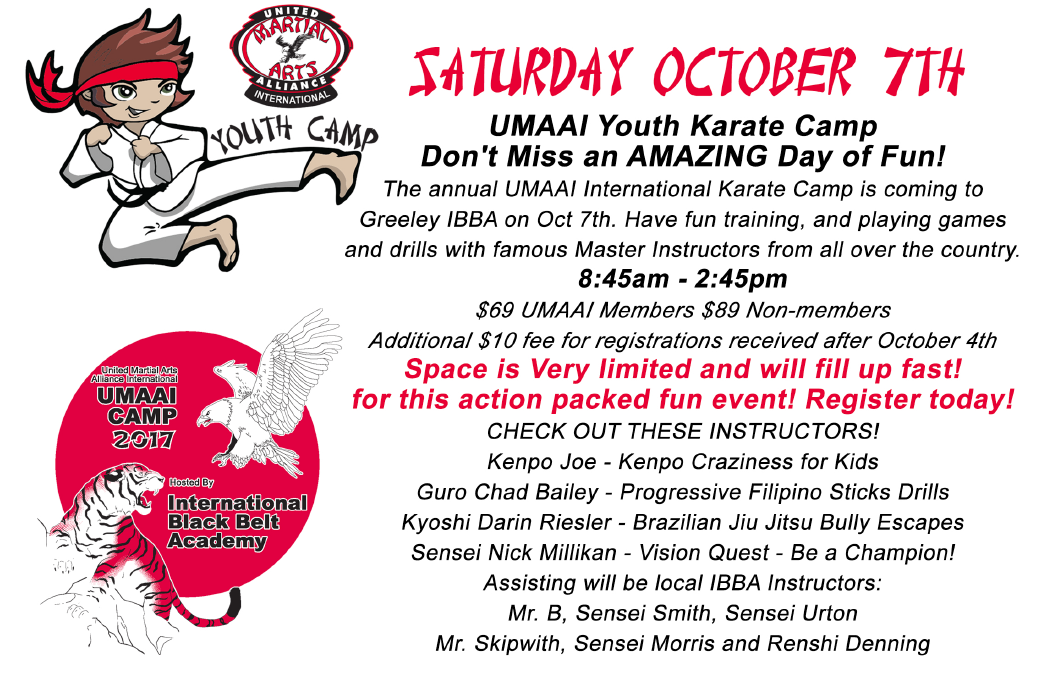 UNITED
MARTIAL
ARTS
ALLIANCE
INTERNATIONAL
YOUTH CAMP
SATURDAY OCTOBER 7TH
UMAAI Youth Karate Camp
Don't Miss an AMAZING Day of Fun!
The annual UMAAI International Karate Camp is coming to
Greeley IBBA on Oct 7th. Have fun training, and playing games
and drills with famous Master Instructors from all over the country.
8:45am - 2:45pm
$69 UMAAI Members $89 Non-members
Additional $10 fee for registrations received after October 4th
Space is Very limited and will fill up fast!
for this action packed fun event! Register today!
CHECK OUT THESE INSTRUCTORS!
Kenpo Joe - Kenpo Craziness for Kids
Guro Chad Bailey - Progressive Filipino Sticks Drills
Kyoshi Darin Riesler - Brazilian Jiu Jitsu Bully Escapes
Sensei Nick Millikan - Vision Quest - Be a Champion!
Assisting will be local IBBA Instructors:
Mr. B, Sensei Smith, Sensei Urton
Mr. Skipwith, Sensei Morris and Renshi Denning
United Martial Arts
Alliance International
UMAAI
CAMP
2017
Hosted By
International
Black Belt
Academy